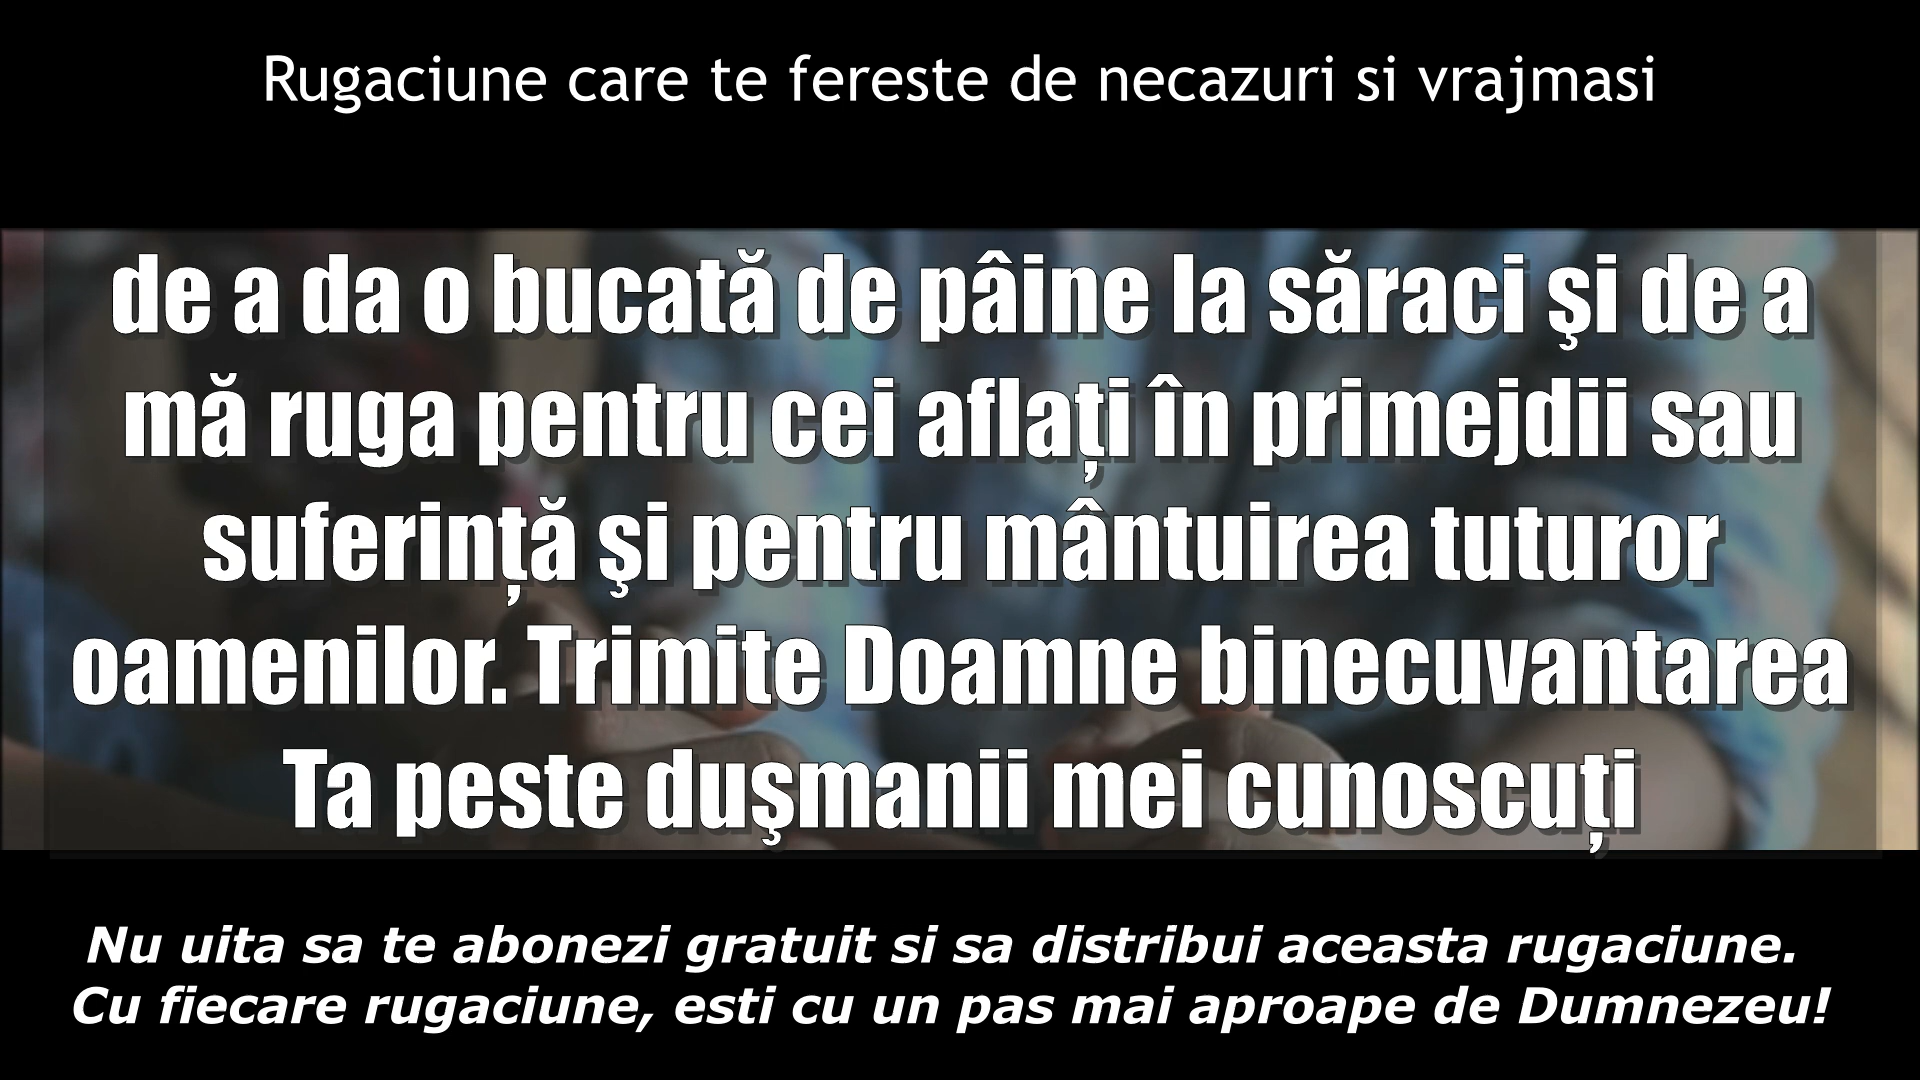 Rugaciune care te fereste de necazuri si vrajmasi
de a da o bucată de pâine la săraci şi de a
mă ruga pentru cei aflați în primejdii sau
suferință şi pentru mântuirea tuturor
oamenilor. Trimite Doamne binecuvantarea
Ta peste duşmanii mei cunoscuți
Nu uita sa te abonezi gratuit si sa distribui aceasta rugaciune.
Cu fiecare rugaciune, esti cu un pas mai aproape de Dumnezeu!